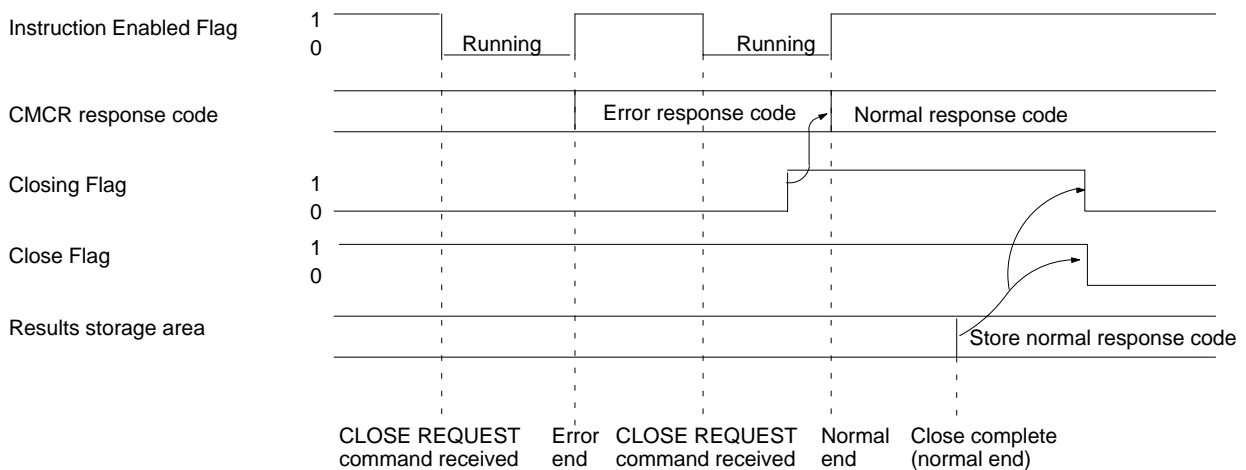 Instruction Enabled Flag
1
0
Running
Running
CMCR response code
Error response code
Normal response code
Closing Flag
1
0
Close Flag
1
0
Results storage area
Store normal response code
CLOSE REQUEST
command received
Error
end
CLOSE REQUEST
command received
Normal
end
Close complete
(normal end)